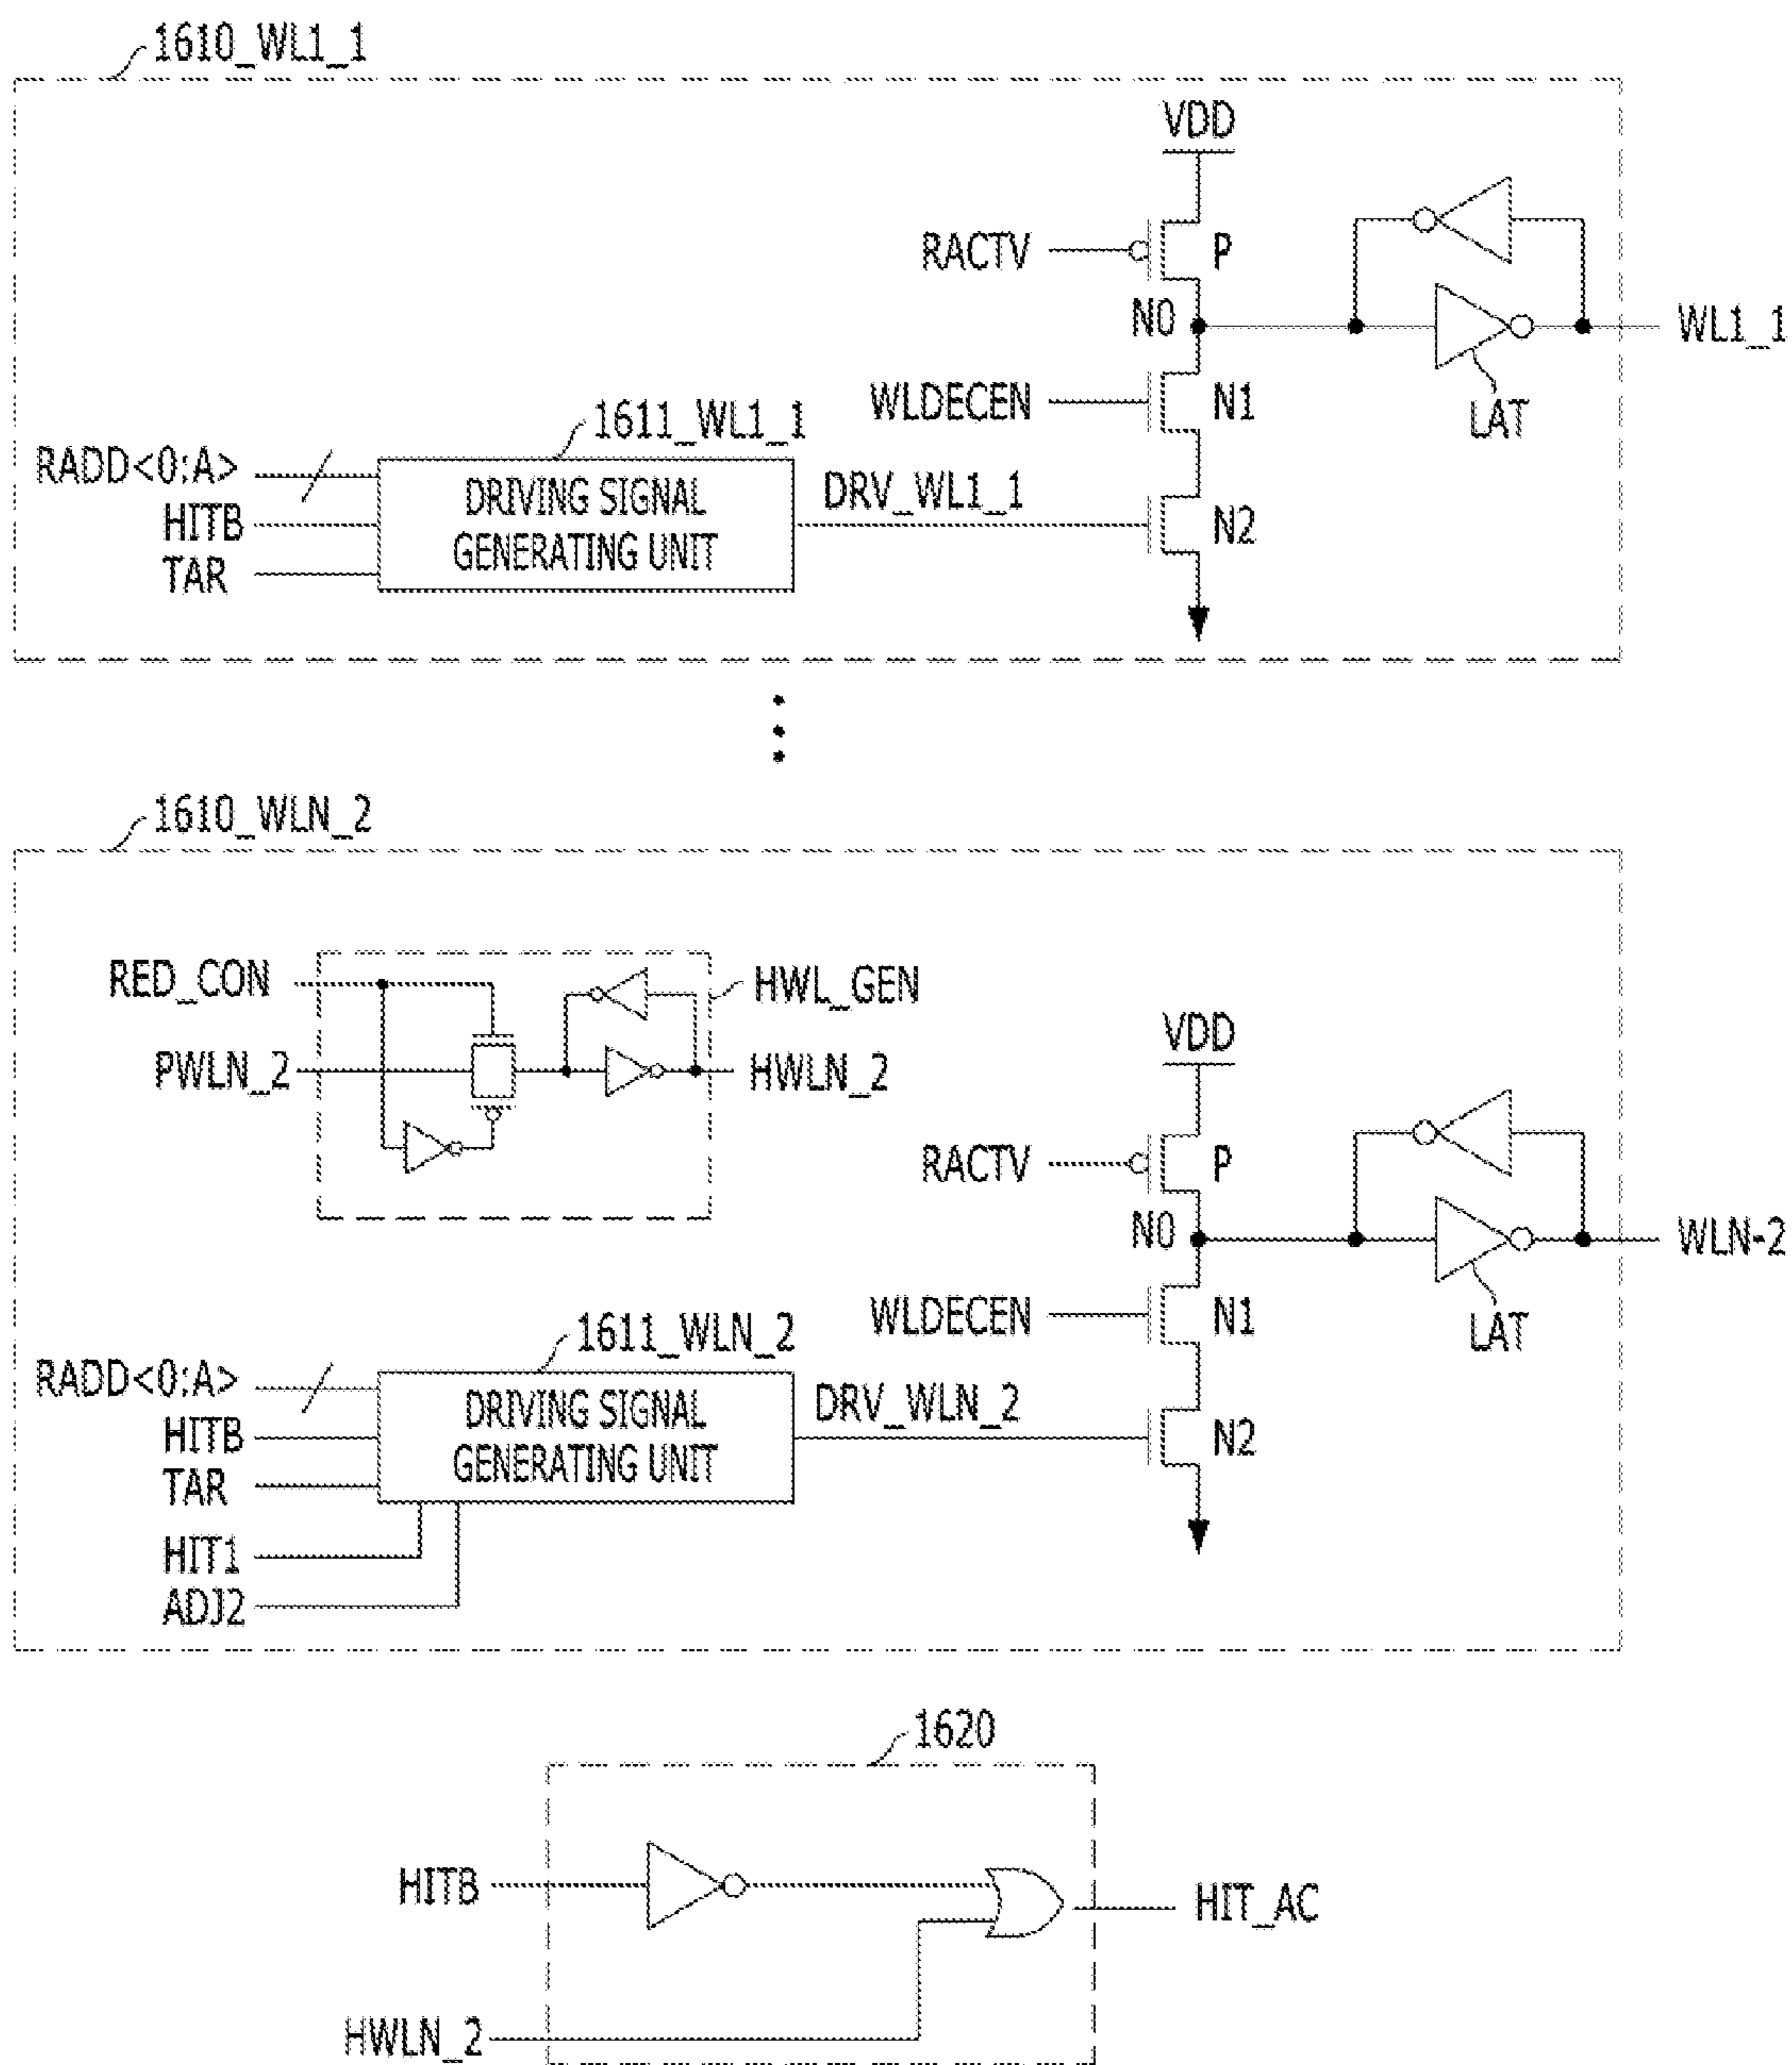 1610_WL1_1
VDD
RACTV
P
N0
WL1_1
WLDECEN
N1
LAT
1611_WL1_1
RADD<0:A>
HITB
TAR
DRIVING SIGNAL
GENERATING UNIT
DRV_WL1_1
N2
1610_WLN_2
RED_CON
HWL_GEN
PWLN_2
HWLN_2
VDD
RACTV
P
N0
WLN-2
WLDECEN
N1
LAT
1611_WLN_2
RADD<0:A>
HITB
TAR
HIT1
ADJ2
DRIVING SIGNAL
GENERATING UNIT
DRV_WLN_2
N2
1620
HITB
HIT_AC
HWLN_2